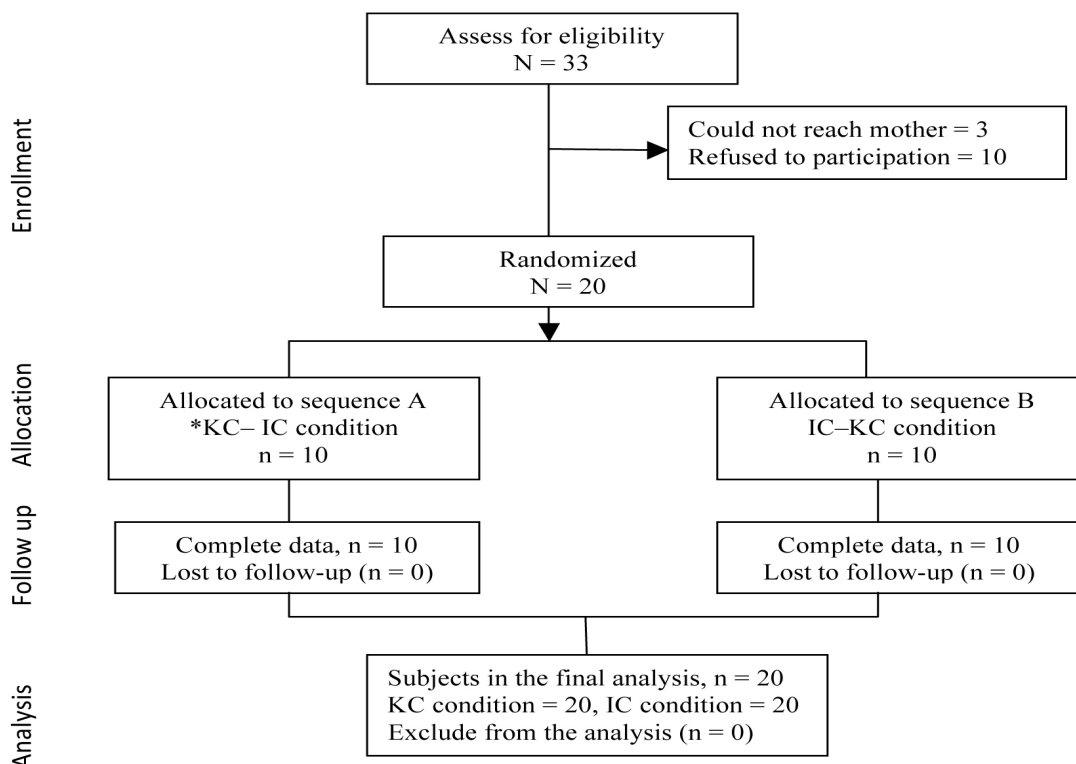 Assess for eligibility
N = 33
Enrollment
Could not reach mother = 3
Refused to participation = 10
Randomized
N = 20
Allocation
Allocated to sequence A
*KC– IC condition
n = 10
Allocated to sequence B
IC–KC condition
n = 10
Follow up
Complete data, n = 10
Lost to follow-up (n = 0)
Complete data, n = 10
Lost to follow-up (n = 0)
Analysis
Subjects in the final analysis, n = 20
KC condition = 20, IC condition = 20
Exclude from the analysis (n = 0)